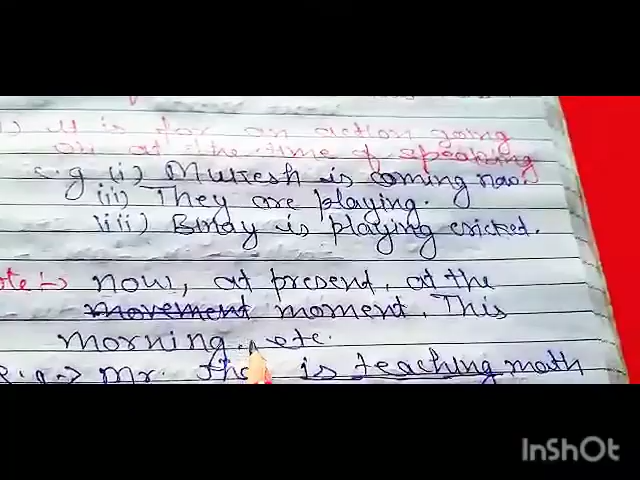 1) It is for an action going
on at the time of speaking
e.g (i) Mukesh is coming now.
(ii) They are playing.
(iii) Binay is playing cricket.
Note :-> now, at present, at the
movement moment. This
morning, etc.
e.g -> Mr. is teaching math
InShOt